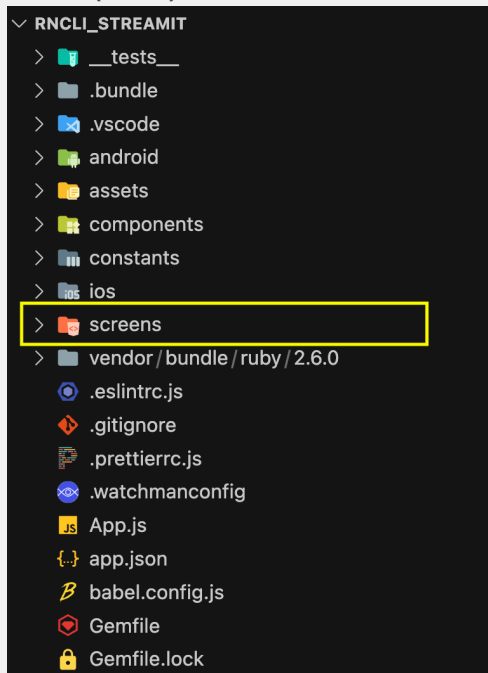 RNCLI_STREAMIT
__tests__
.bundle
.vscode
android
assets
components
constants
ios
screens
vendor/bundle/ruby/2.6.0
.eslintrc.js
.gitignore
.prettierrc.js
.watchmanconfig
JS App.js
{..} app.json
babel.config.js
Gemfile
Gemfile.lock